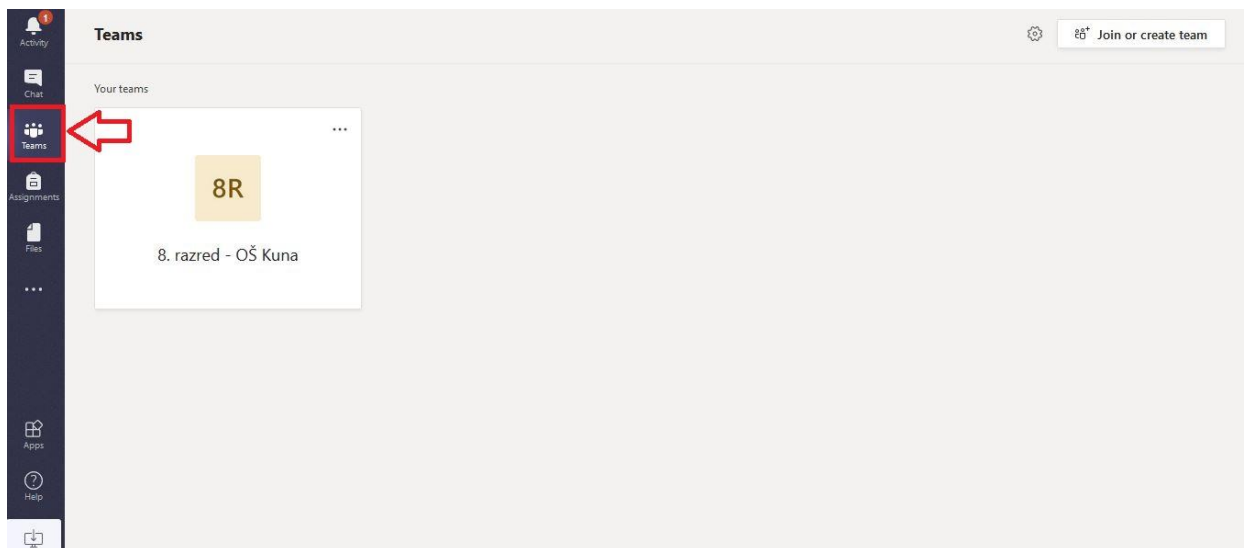 1
Activity
Chat
Teams
Assignments
Files
Apps
Help
Teams
Join or create team
Your teams
8R
8. razred - OŠ Kuna